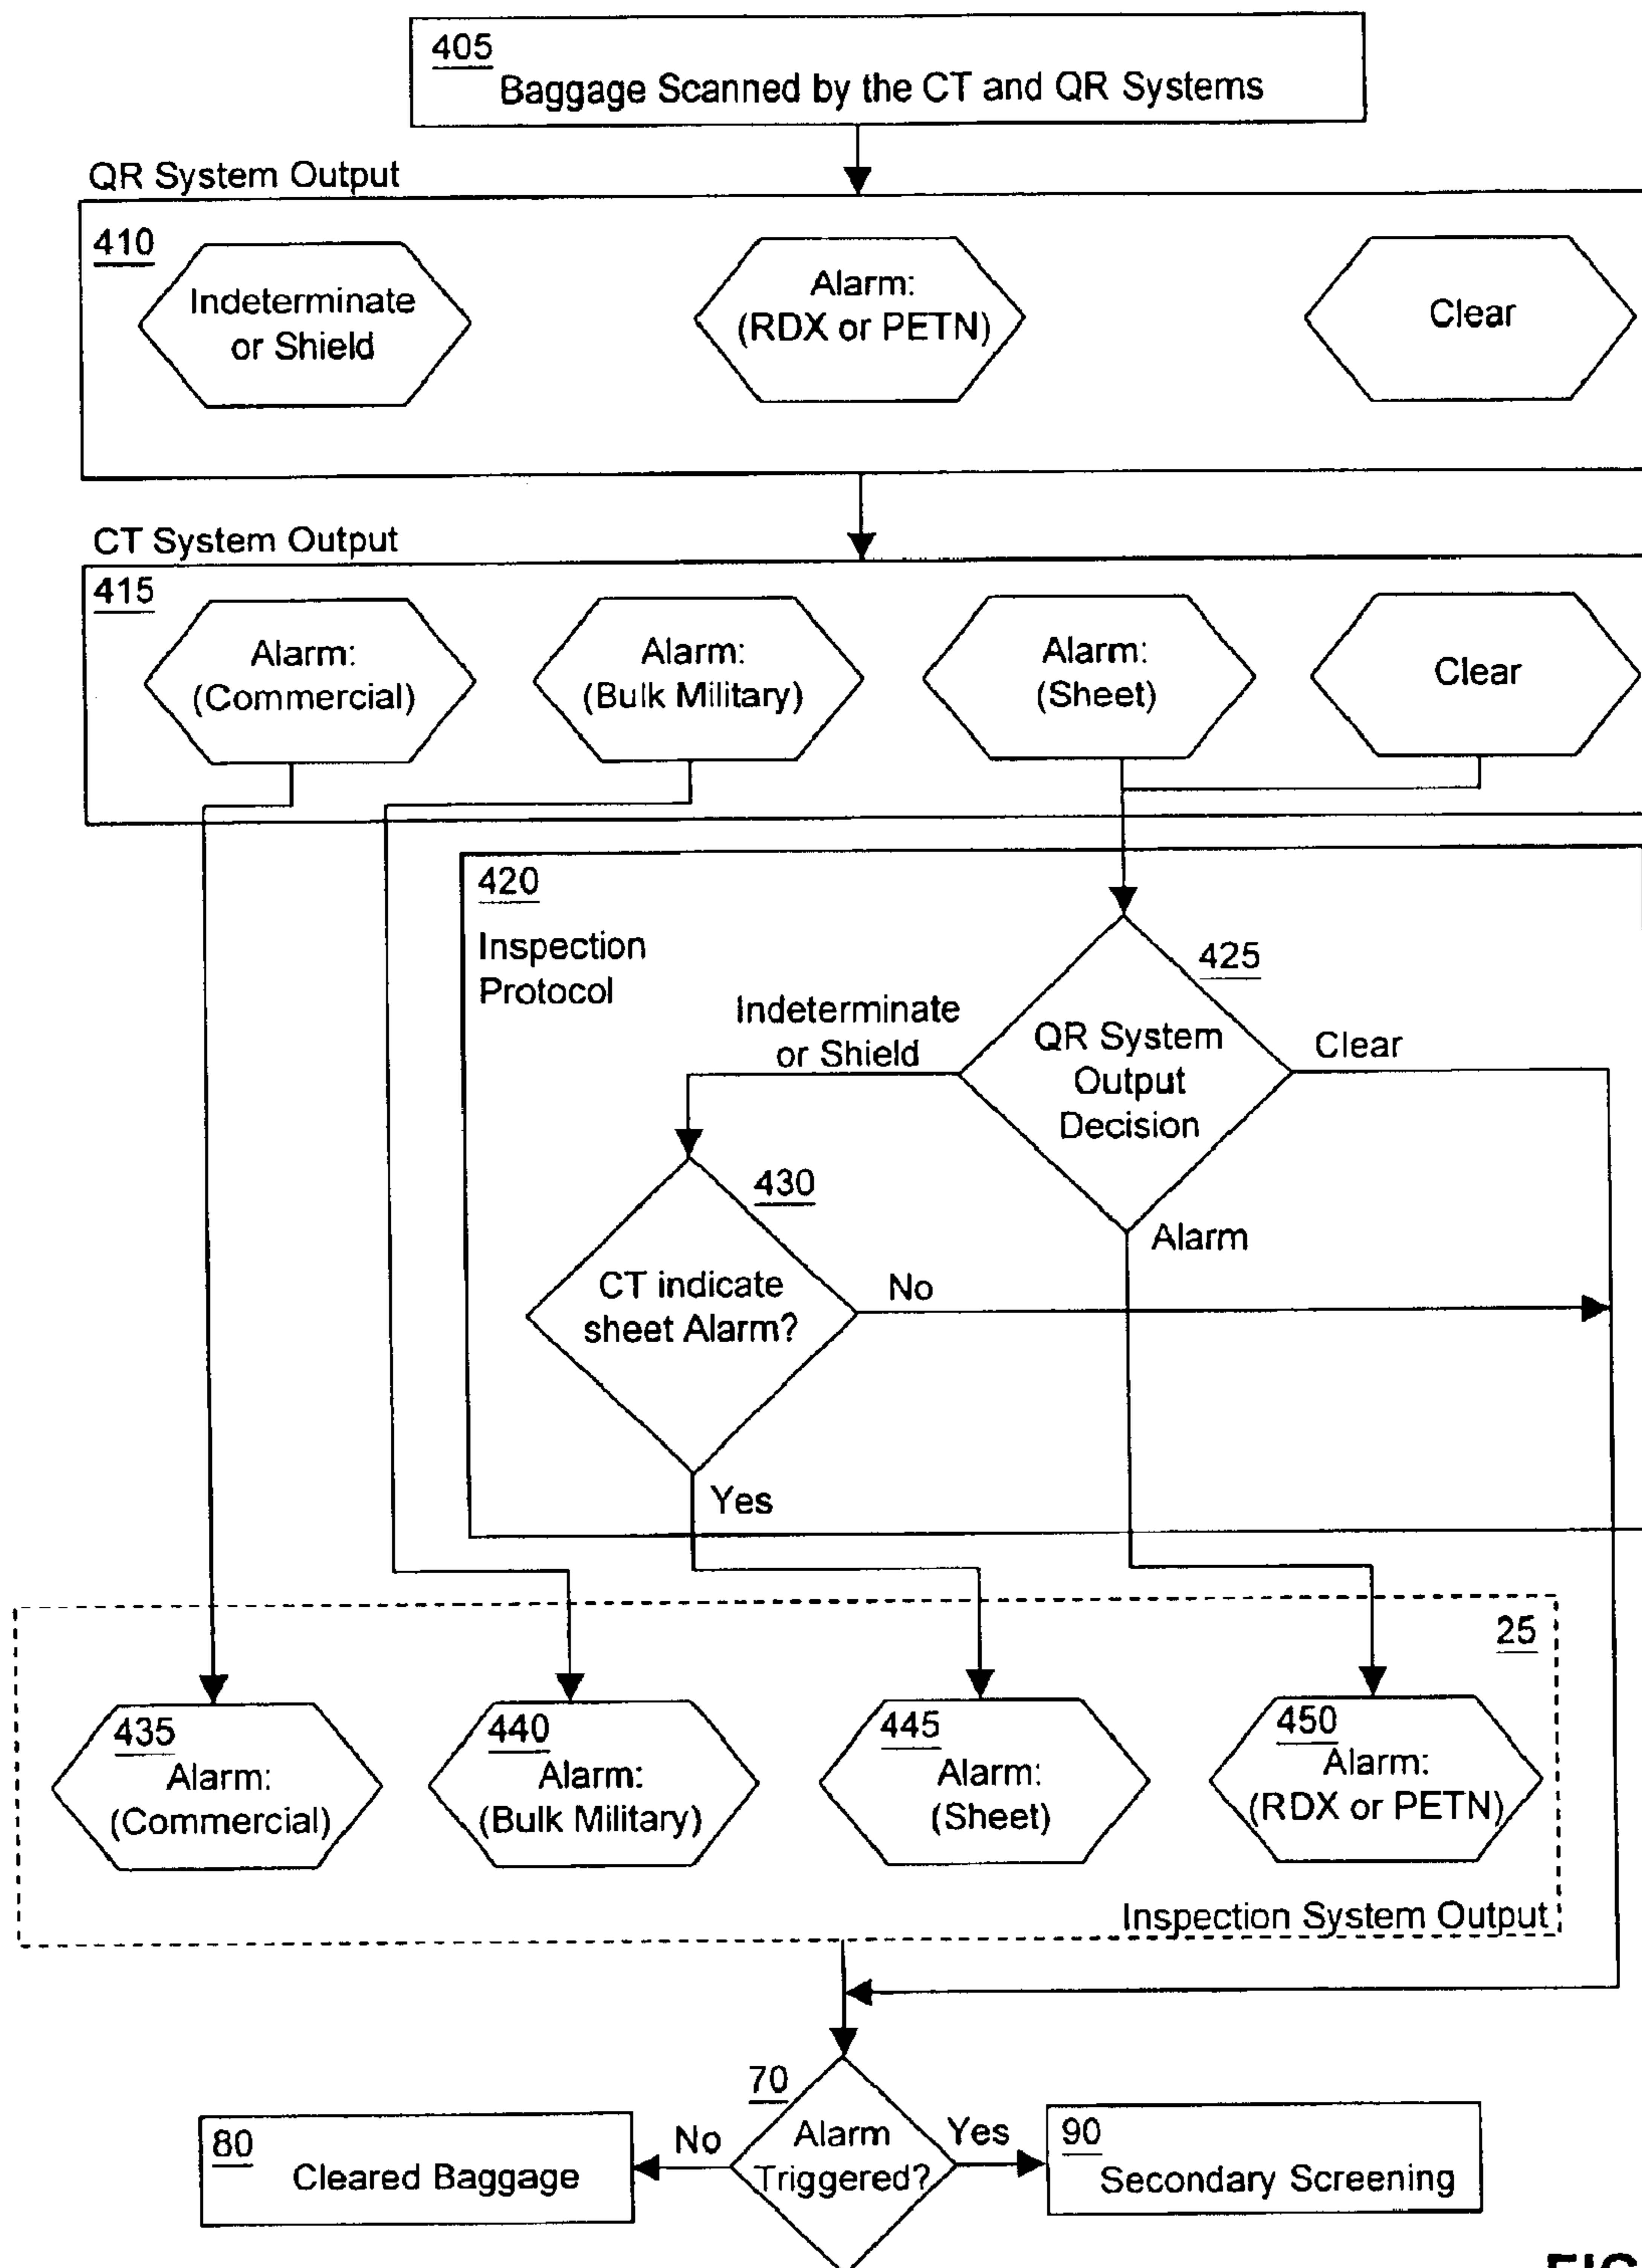 405
Baggage Scanned by the CT and QR Systems
QR System Output
410
Indeterminate
or Shield
Alarm:
(RDX or PETN)
Clear
CT System Output
415
Alarm:
(Commercial)
Alarm:
(Bulk Military)
Alarm:
(Sheet)
Clear
420
Inspection
Protocol
425
QR System
Output
Decision
Indeterminate
or Shield
Clear
Alarm
430
CT indicate
sheet Alarm?
No
Yes
25
435
Alarm:
(Commercial)
440
Alarm:
(Bulk Military)
445
Alarm:
(Sheet)
450
Alarm:
(RDX or PETN)
Inspection System Output
70
Alarm
Triggered?
No
Yes
80
Cleared Baggage
90
Secondary Screening